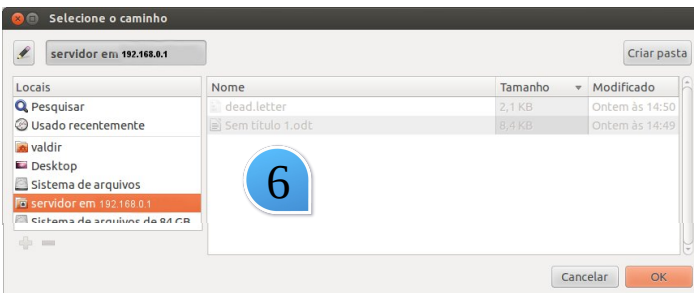 Selecione o caminho
servidor em 192.168.0.1
Criar pasta
Locais
Nome Tamanho Modificado
Pesquisar
dead.letter 2,1 KB Ontem às 14:50
Usado recentemente
Sem título 1.odt 8,4 KB Ontem às 14:49
valdir
Desktop
Sistema de arquivos
servidor em 192.168.0.1
Sistema de arquivos de 84 GB
6
Cancelar OK